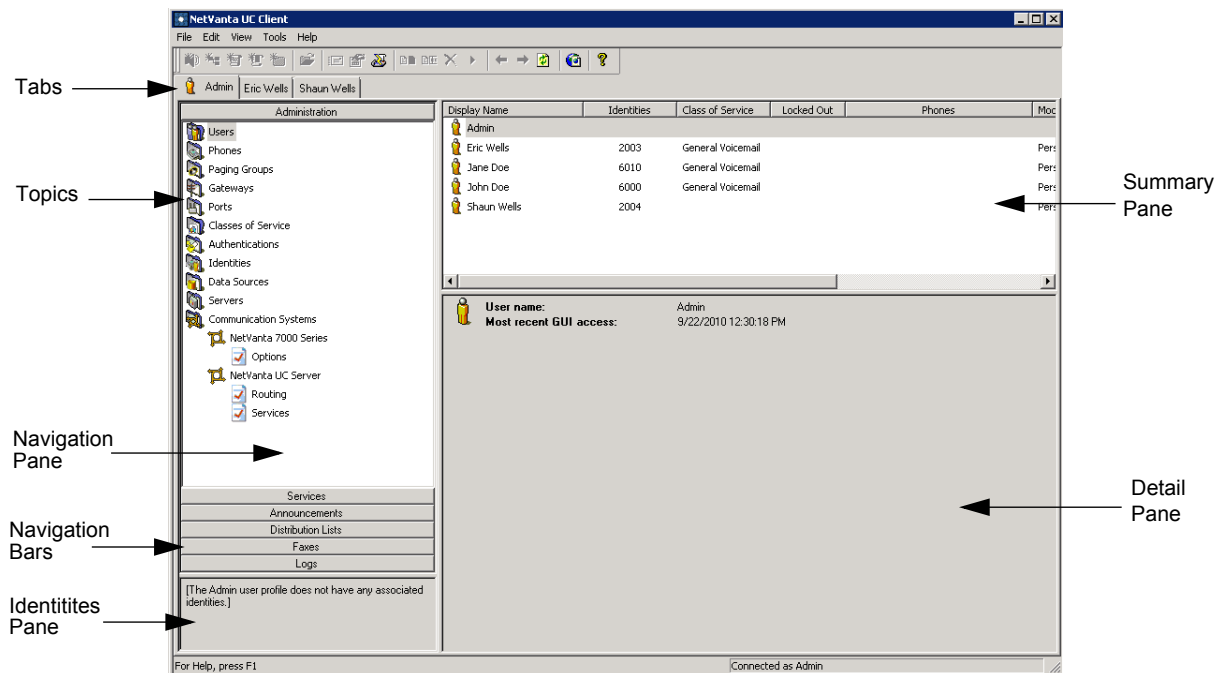 NetVanta UC Client
File Edit View Tools Help
Tabs
Admin Eric Wells Shaun Wells
Administration
Display Name Identities Class of Service Locked Out Phones Moc
Users
Admin
Phones
Eric Wells 2003 General Voicemail Pers
Paging Groups
Jane Doe 6010 General Voicemail Pers
Topics
Gateways
John Doe 6000 General Voicemail Pers
Summary
Pane
Ports
Shaun Wells 2004 Pers
Classes of Service
Authentications
Identities
Data Sources
Servers
User name: Admin
Communication Systems
Most recent GUI access: 9/22/2010 12:30:18 PM
NetVanta 7000 Series
Options
NetVanta UC Server
Routing
Services
Navigation
Pane
Detail
Pane
Services
Announcements
Distribution Lists
Navigation
Bars
Faxes
Logs
[The Admin user profile does not have any associated
identities.]
Identitites
Pane
For Help, press F1
Connected as Admin